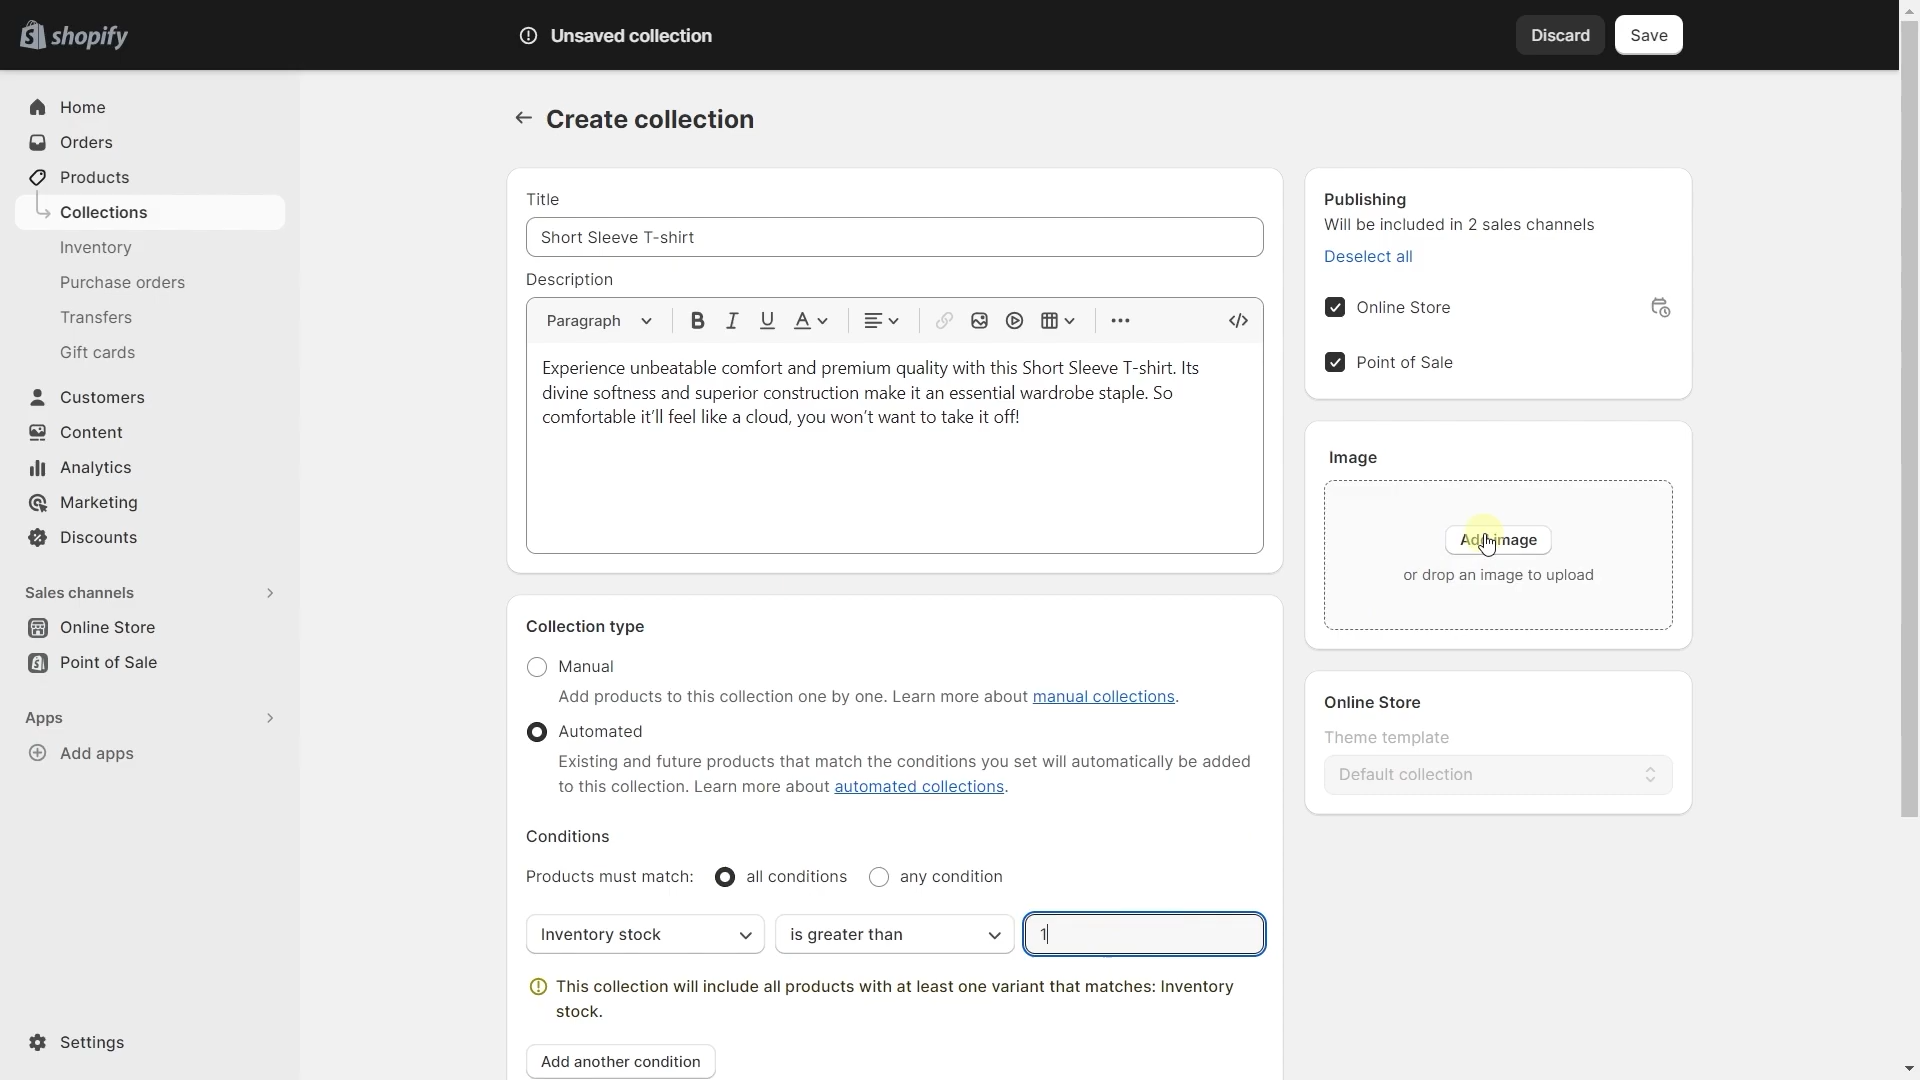 shopify
Unsaved collection
Discard
Save
Home
Orders
Products
Collections
Inventory
Purchase orders
Transfers
Gift cards
Customers
Content
Analytics
Marketing
Discounts
Sales channels
Online Store
Point of Sale
Apps
Add apps
Settings
Create collection
Title
Short Sleeve T-shirt
Description
Paragraph
B I U A
Experience unbeatable comfort and premium quality with this Short Sleeve T-shirt. Its
divine softness and superior construction make it an essential wardrobe staple. So
comfortable it'll feel like a cloud, you won't want to take it off!
Collection type
Manual
Add products to this collection one by one. Learn more about manual collections.
Automated
Existing and future products that match the conditions you set will automatically be added
to this collection. Learn more about automated collections.
Conditions
Products must match: all conditions any condition
Inventory stock is greater than 1
This collection will include all products with at least one variant that matches: Inventory
stock.
Add another condition
Publishing
Will be included in 2 sales channels
Deselect all
Online Store
Point of Sale
Image
Add image
or drop an image to upload
Online Store
Theme template
Default collection